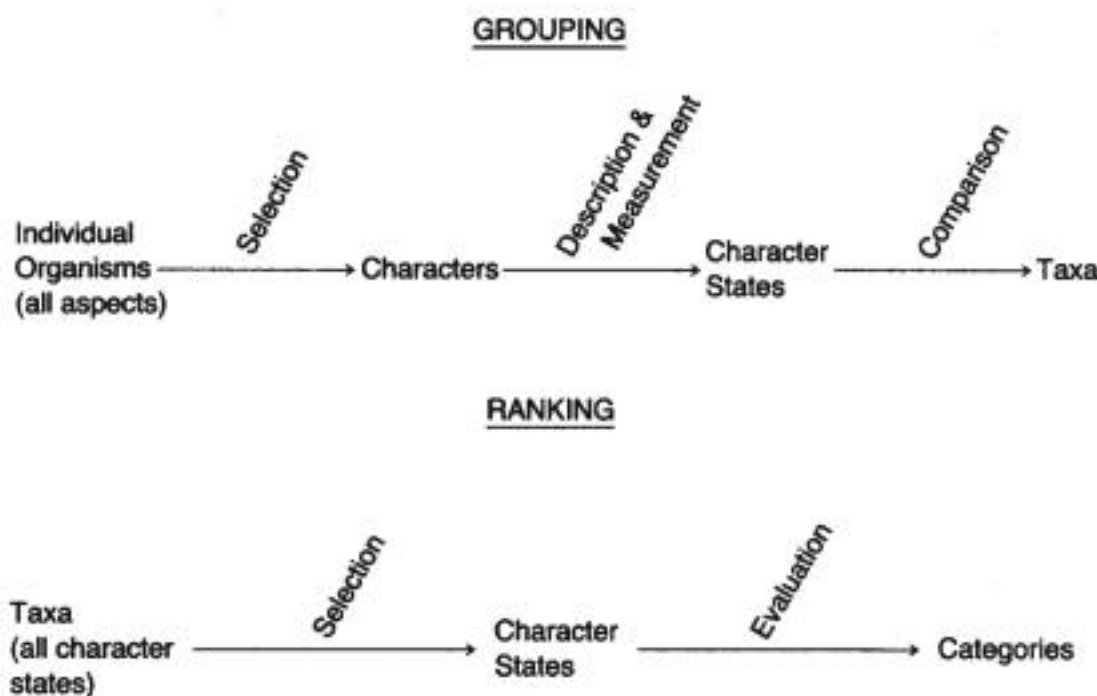 GROUPING
Selection
Description &
Measurement
Comparison
Individual
Organisms
(all aspects)
Characters
Character
States
Taxa
RANKING
Selection
Evaluation
Taxa
(all character
states)
Character
States
Categories